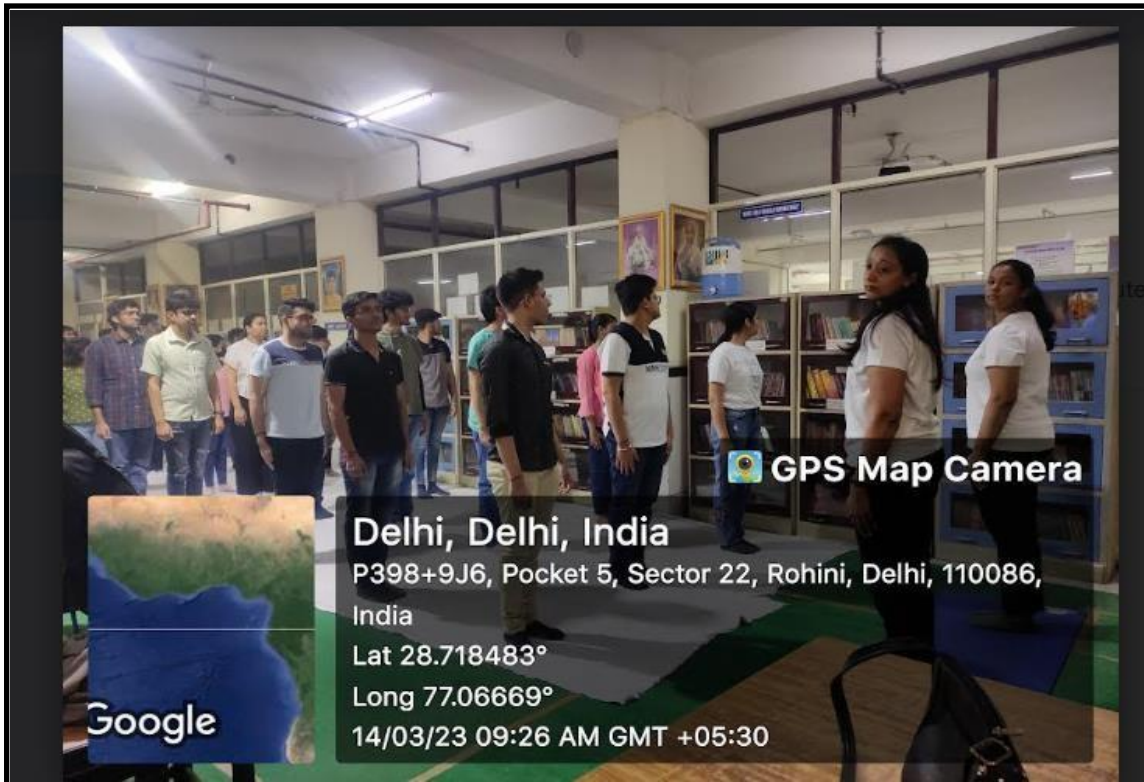 GPS Map Camera
Delhi, Delhi, India
P398+9J6, Pocket 5, Sector 22, Rohini, Delhi, 110086,
India
Lat 28.718483°
Long 77.06669°
14/03/23 09:26 AM GMT +05:30
Google